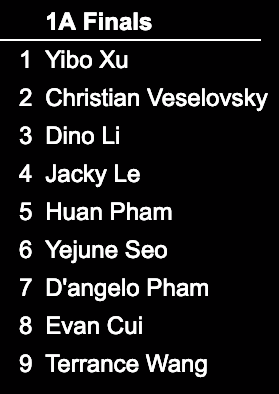 1A Finals
1 Yibo Xu
2 Christian Veselovsky
3 Dino Li
4 Jacky Le
5 Huan Pham
6 Yejune Seo
7 D'angelo Pham
8 Evan Cui
9 Terrance Wang